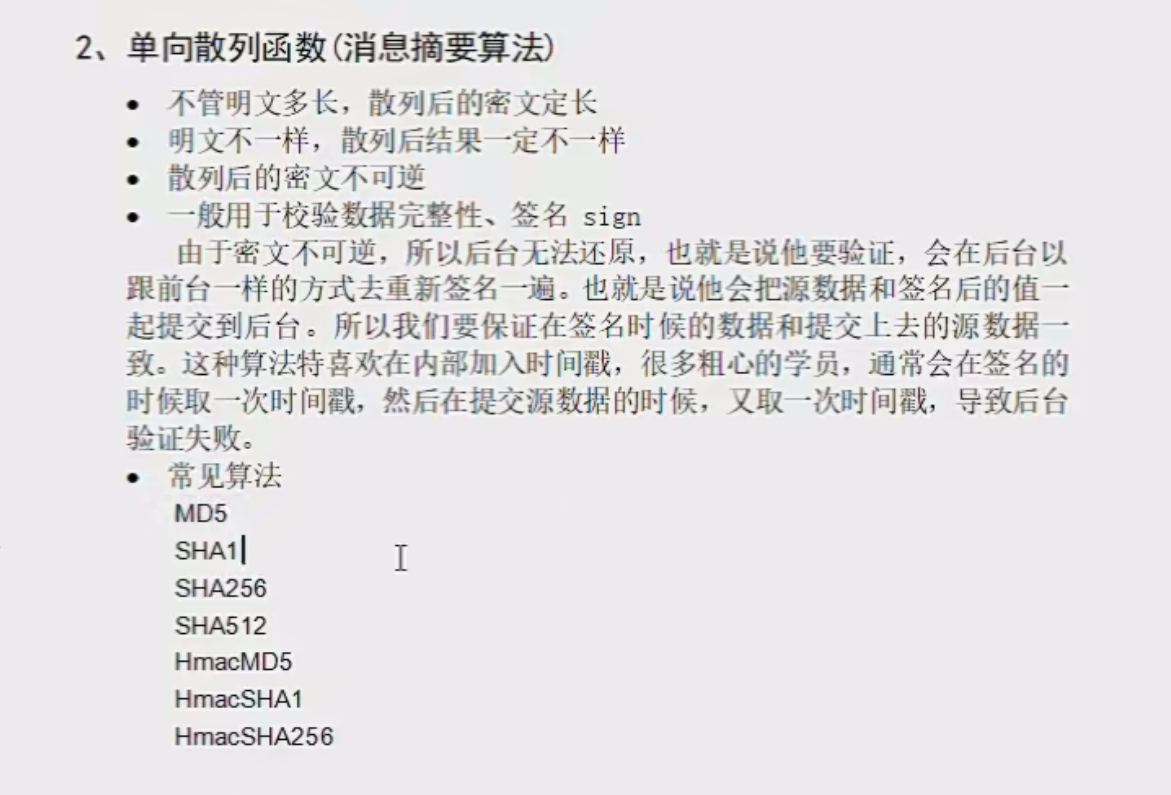 2、单向散列函数(消息摘要算法)
• 不管明文多长，散列后的密文定长
• 明文不一样，散列后结果一定不一样
• 散列后的密文不可逆
• 一般用于校验数据完整性、签名 sign
由于密文不可逆，所以后台无法还原，也就是说他要验证，会在后台以
跟前台一样的方式去重新签名一遍。也就是说他会把源数据和签名后的值一
起提交到后台。所以我们要保证在签名时候的数据和提交上去的源数据一
致。这种算法特喜欢在内部加入时间戳，很多粗心的学员，通常会在签名的
时候取一次时间戳，然后在提交源数据的时候，又取一次时间戳，导致后台
验证失败。
• 常见算法
MD5
SHA1
SHA256
SHA512
HmacMD5
HmacSHA1
HmacSHA256